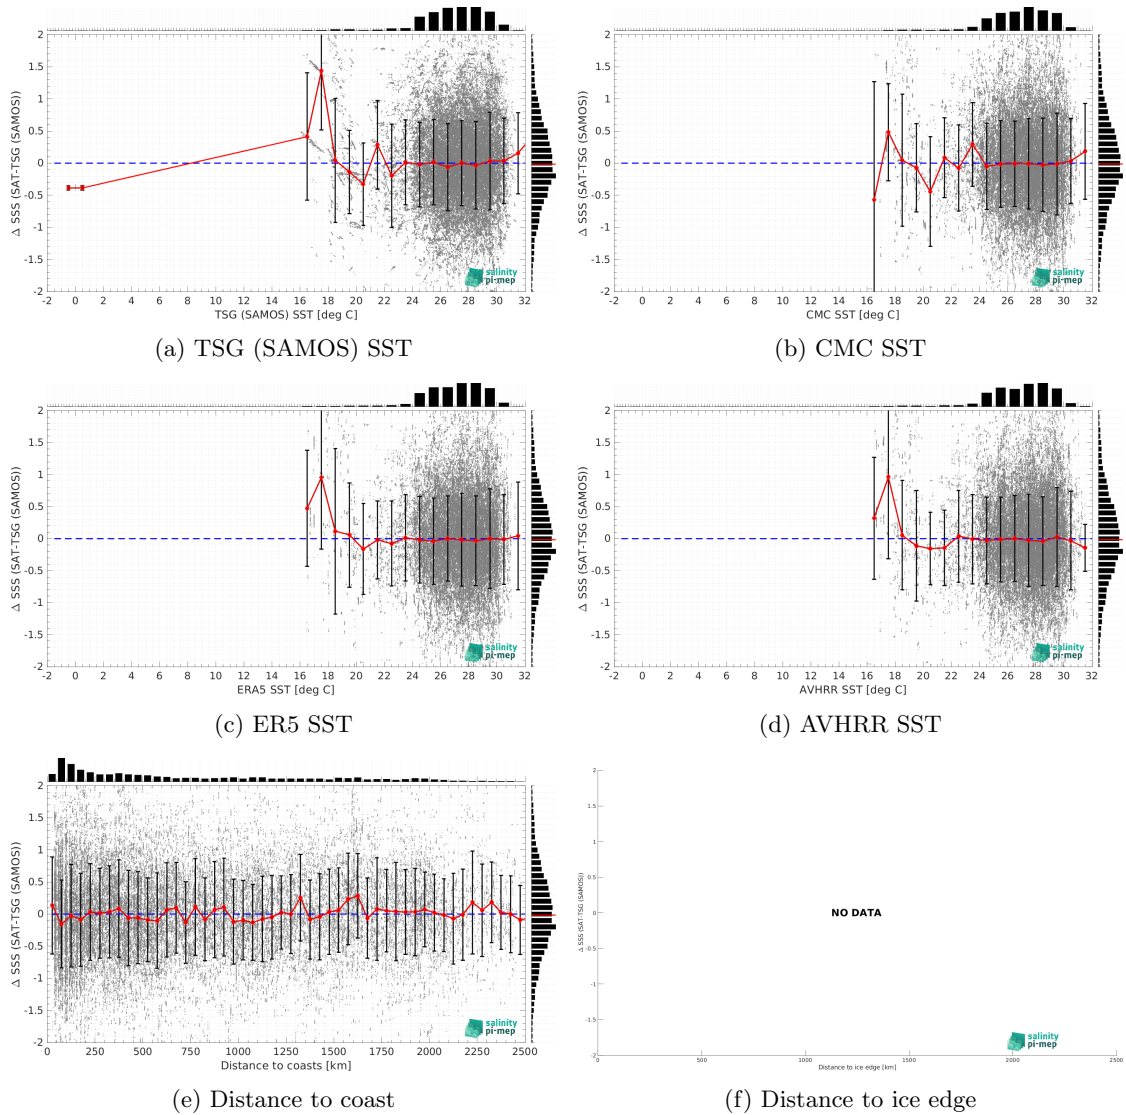 2
1.5
1
0.5
0
-0.5
-1
-1.5
-2
Δ SSS (SAT-TSG (SAMOS))
-2 0 2 4 6 8 10 12 14 16 18 20 22 24 26 28 30 32
TSG (SAMOS) SST [deg C]
salinity
pi-mep
(a) TSG (SAMOS) SST
2
1.5
1
0.5
0
-0.5
-1
-1.5
-2
Δ SSS (SAT-TSG (SAMOS))
-2 0 2 4 6 8 10 12 14 16 18 20 22 24 26 28 30 32
CMC SST [deg C]
salinity
pi-mep
(b) CMC SST
2
1.5
1
0.5
0
-0.5
-1
-1.5
-2
Δ SSS (SAT-TSG (SAMOS))
-2 0 2 4 6 8 10 12 14 16 18 20 22 24 26 28 30 32
ERA5 SST [deg C]
salinity
pi-mep
(c) ER5 SST
2
1.5
1
0.5
0
-0.5
-1
-1.5
-2
Δ SSS (SAT-TSG (SAMOS))
-2 0 2 4 6 8 10 12 14 16 18 20 22 24 26 28 30 32
AVHRR SST [deg C]
salinity
pi-mep
(d) AVHRR SST
2
1.5
1
0.5
0
-0.5
-1
-1.5
-2
Δ SSS (SAT-TSG (SAMOS))
0 250 500 750 1000 1250 1500 1750 2000 2250 2500
Distance to coasts [km]
salinity
pi-mep
(e) Distance to coast
2
1.5
1
0.5
0
-0.5
-1
-1.5
-2
Δ SSS (SAT-TSG (SAMOS))
NO DATA
0 500 1000 1500 2000 2500
Distance to ice edge [km]
salinity
pi-mep
(f) Distance to ice edge